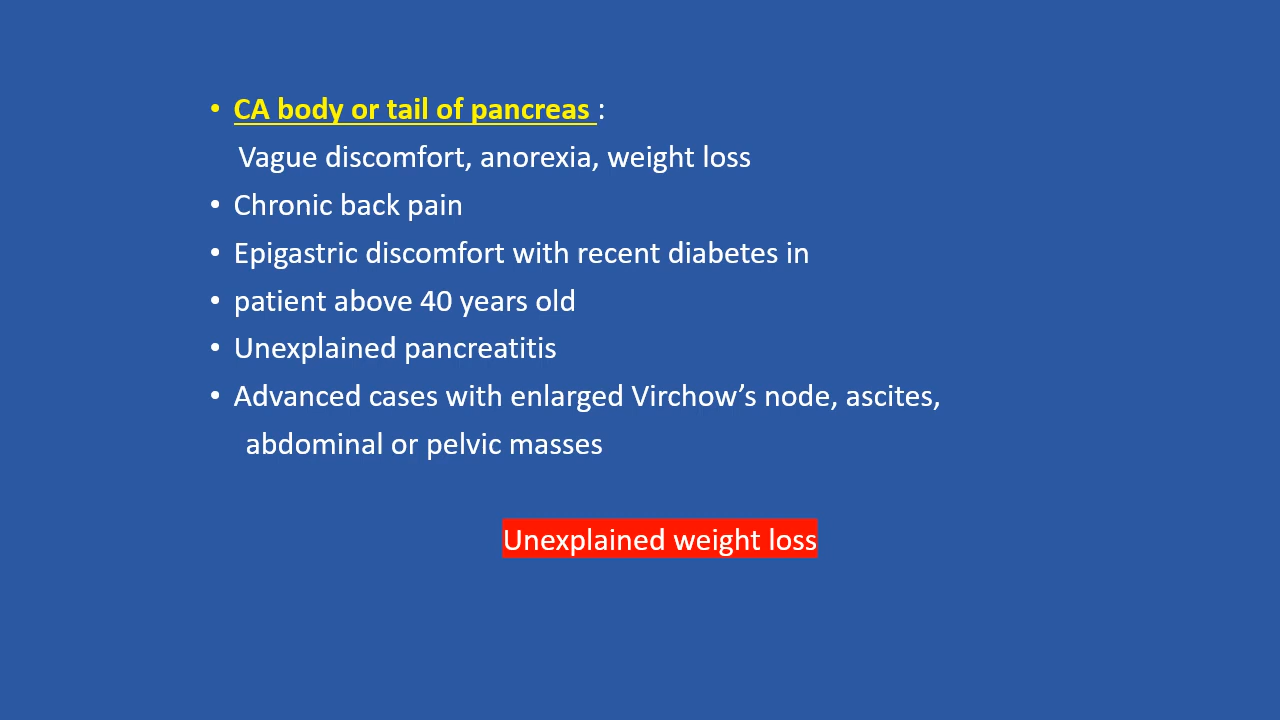 • CA body or tail of pancreas :
Vague discomfort, anorexia, weight loss
• Chronic back pain
• Epigastric discomfort with recent diabetes in
• patient above 40 years old
• Unexplained pancreatitis
• Advanced cases with enlarged Virchow’s node, ascites,
abdominal or pelvic masses
Unexplained weight loss